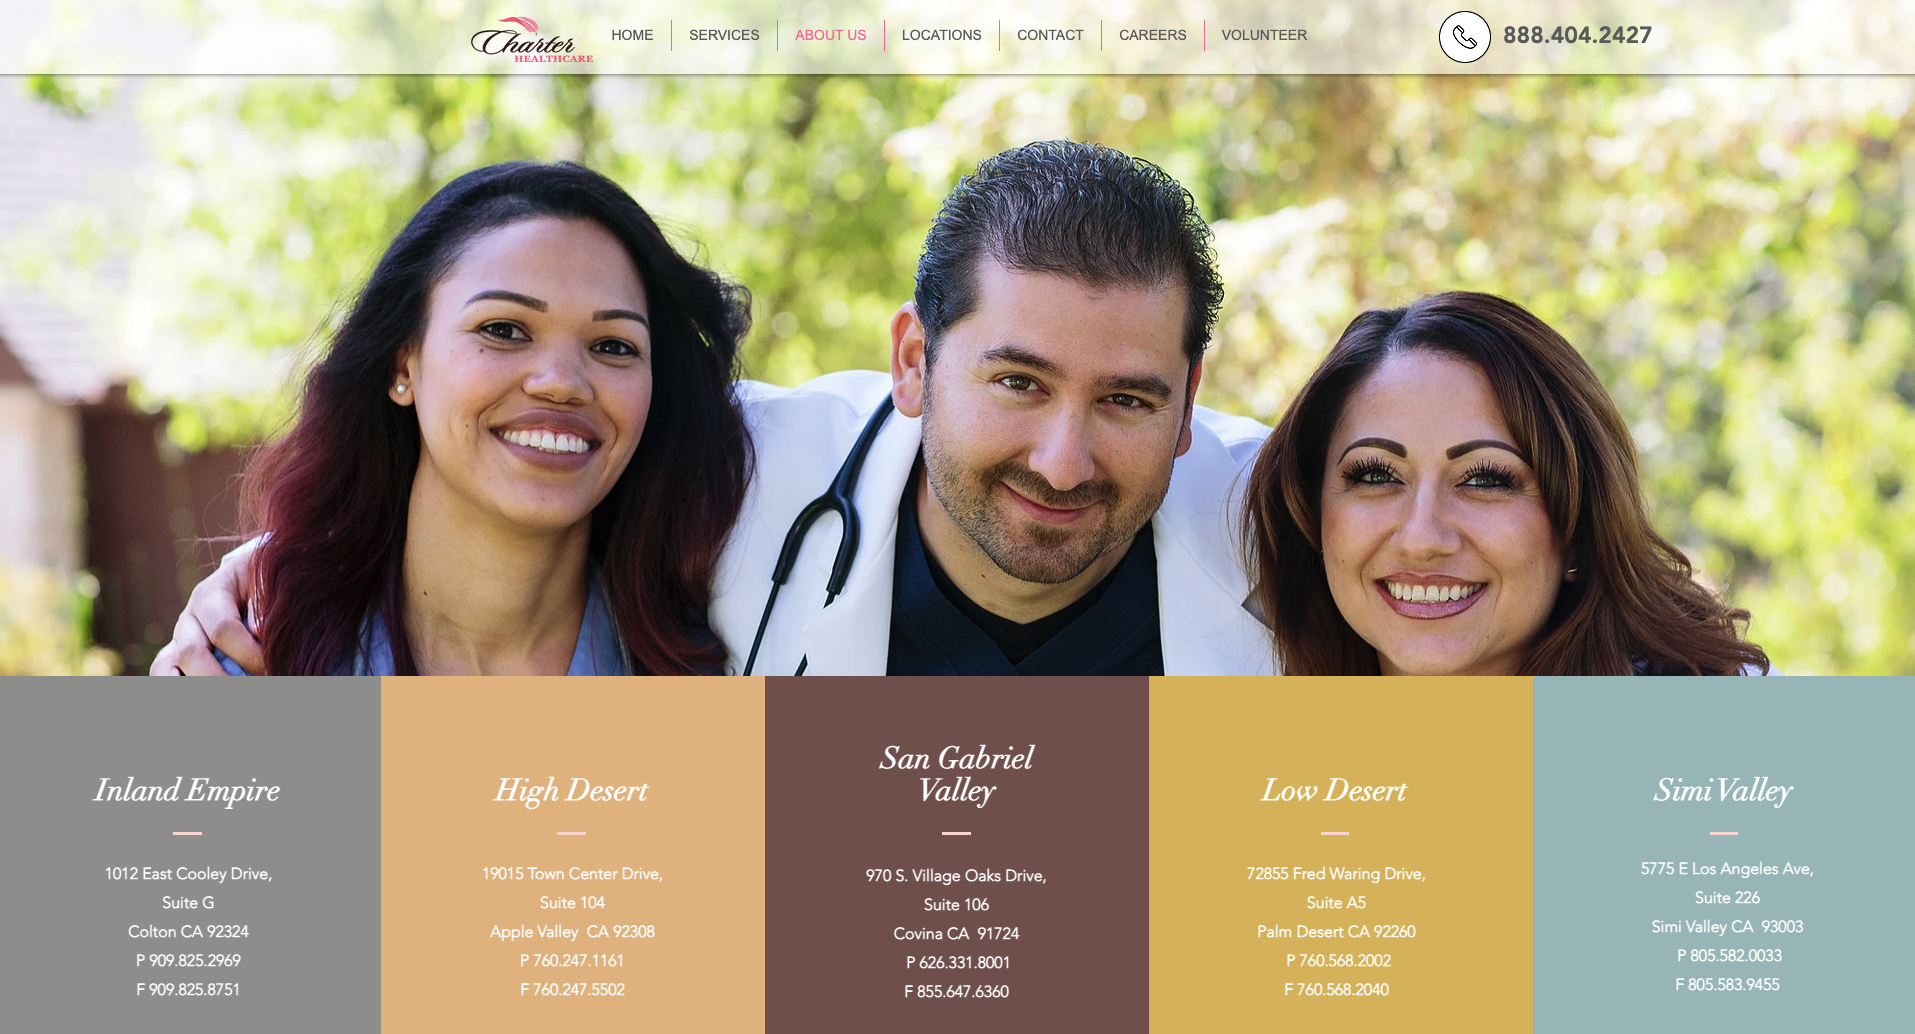 Charter
HEALTHCARE
HOME
SERVICES
ABOUT US
LOCATIONS
CONTACT
CAREERS
VOLUNTEER
888.404.2427
Inland Empire
1012 East Cooley Drive,
Suite G
Colton CA 92324
P 909.825.2969
F 909.825.8751
High Desert
19015 Town Center Drive,
Suite 104
Apple Valley  CA 92308
P 760.247.1161
F 760.247.5502
San Gabriel
Valley
970 S. Village Oaks Drive,
Suite 106
Covina CA  91724
P 626.331.8001
F 855.647.6360
Low Desert
72855 Fred Waring Drive,
Suite A5
Palm Desert CA 92260
P 760.568.2002
F 760.568.2040
Simi Valley
5775 E Los Angeles Ave,
Suite 226
Simi Valley CA  93003
P 805.582.0033
F 805.583.9455